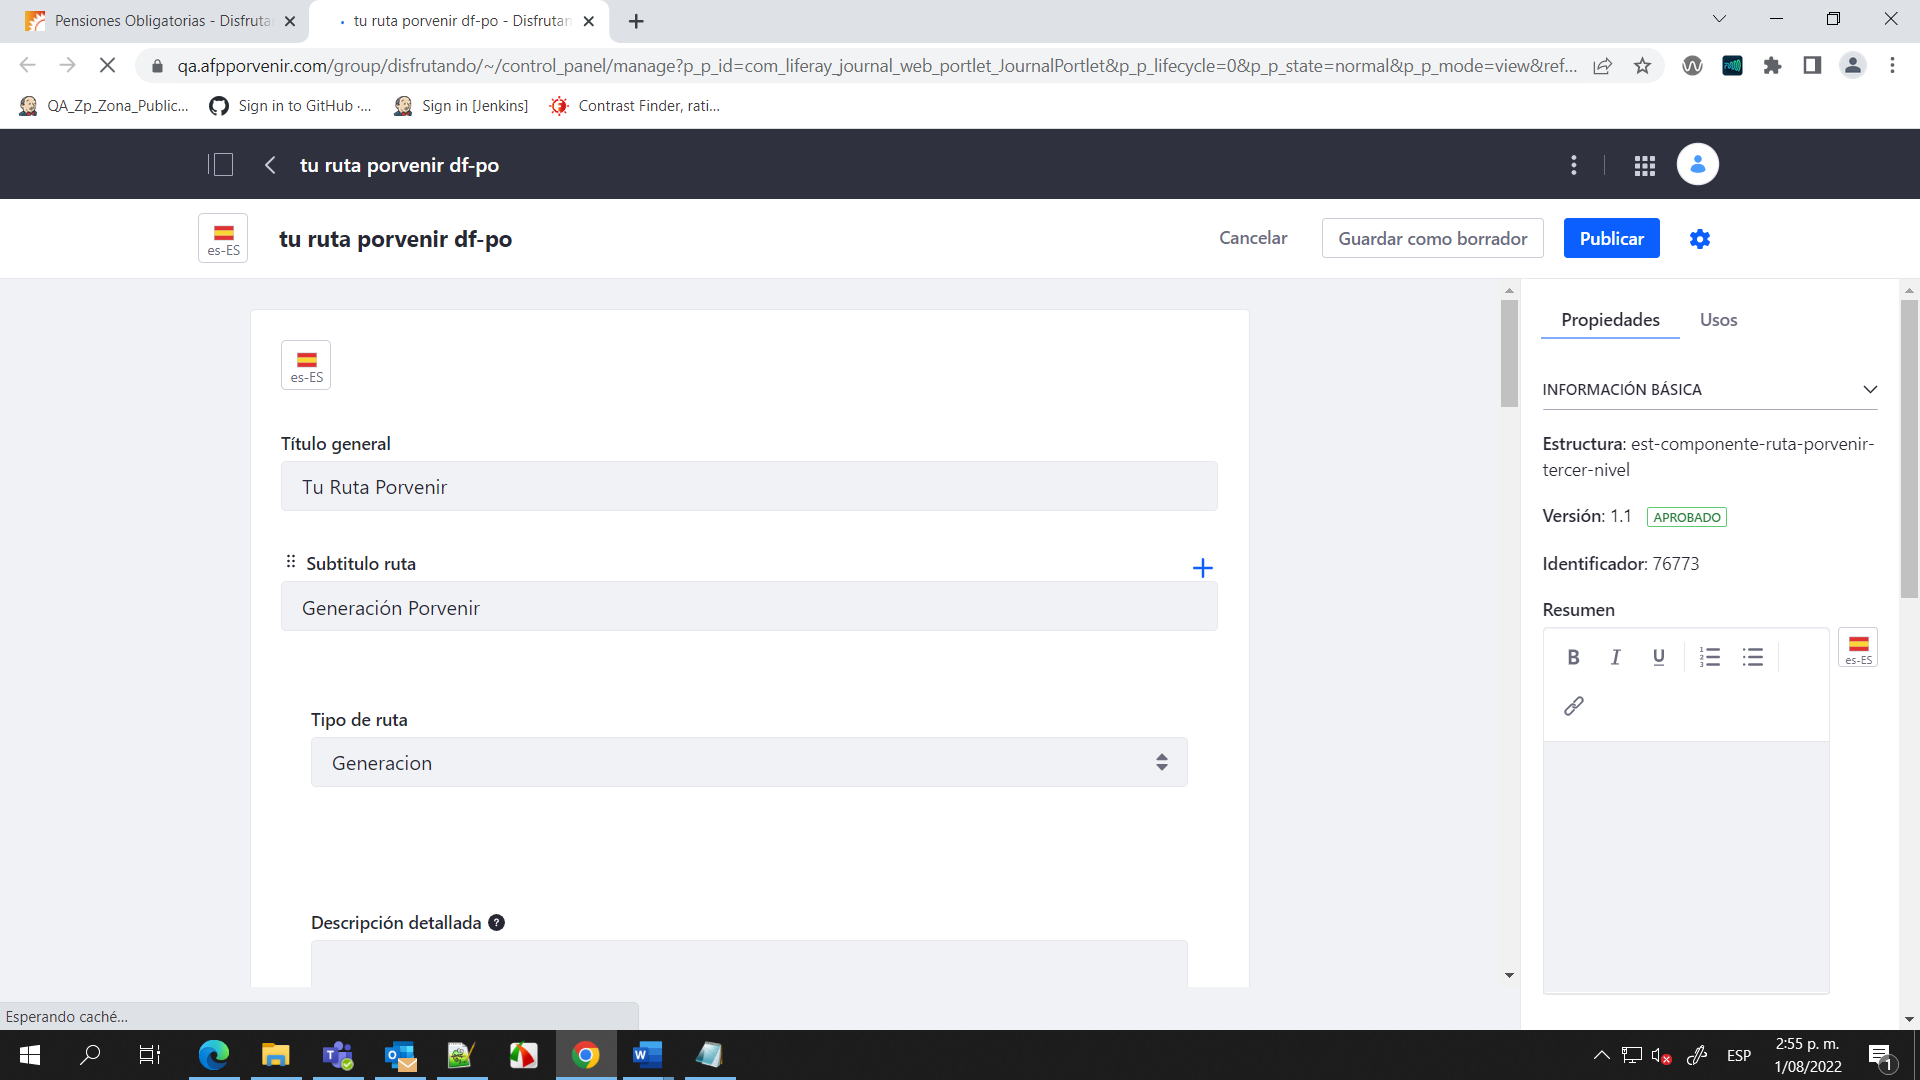 Pensiones Obligatorias - Disfruta
tu ruta porvenir df-po - Disfrutan
qa.afpporvenir.com/group/disfrutando/~/control_panel/manage?p_p_id=com_liferay_journal_web_portlet_JournalPortlet&p_p_lifecycle=0&p_p_state=normal&p_p_mode=view&ref...
QA_Zp_Zona_Public...
Sign in to GitHub ·...
Sign in [Jenkins]
Contrast Finder, rati...
tu ruta porvenir df-po
es-ES
tu ruta porvenir df-po
Cancelar
Guardar como borrador
Publicar
es-ES
Título general
Tu Ruta Porvenir
Subtitulo ruta
Generación Porvenir
Tipo de ruta
Generacion
Descripción detallada ?
Propiedades
Usos
INFORMACIÓN BÁSICA
Estructura: est-componente-ruta-porvenir-
tercer-nivel
Versión: 1.1 APROBADO
Identificador: 76773
Resumen
B I U
es-ES
Esperando caché...
ESP
2:55 p. m.
1/08/2022
1